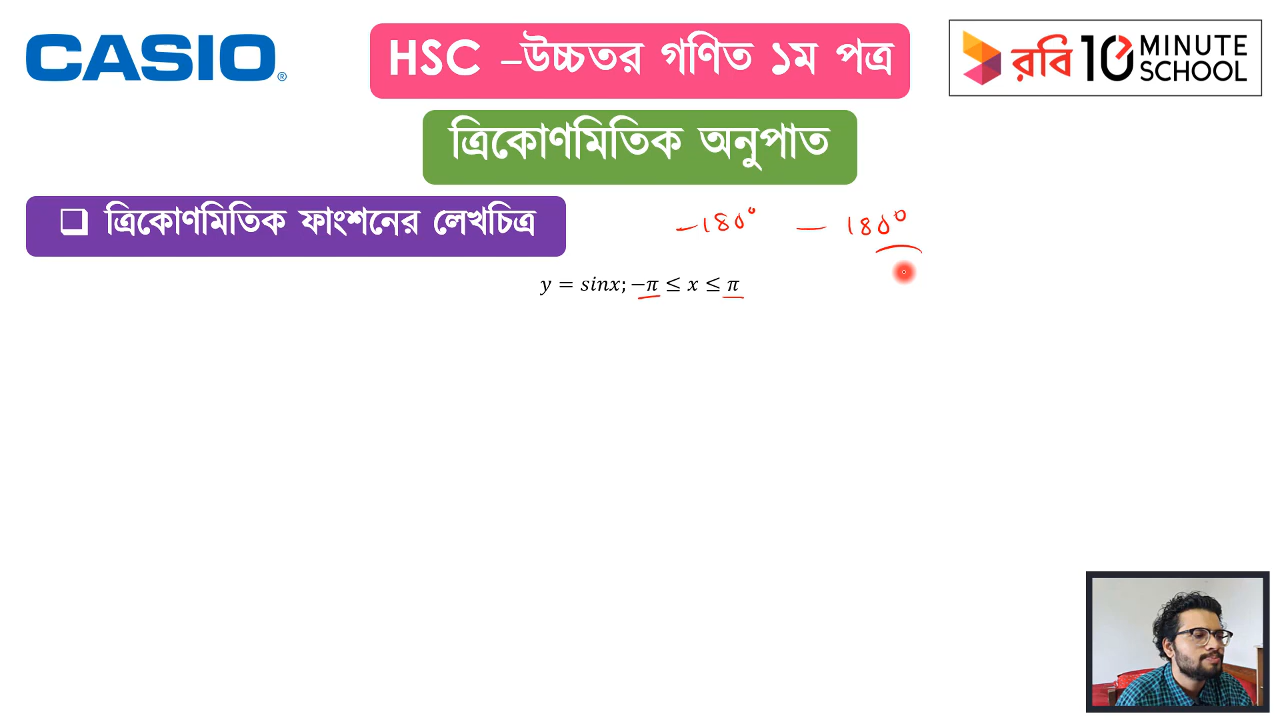 CASIO®
HSC –উচ্চতর গণিত ১ম পত্র
রবি 10 MINUTE SCHOOL
ত্রিকোণমিতিক অনুপাত
❑ ত্রিকোণমিতিক ফাংশনের লেখচিত্র
−180° — 180°
y = sinx; −π ≤ x ≤ π